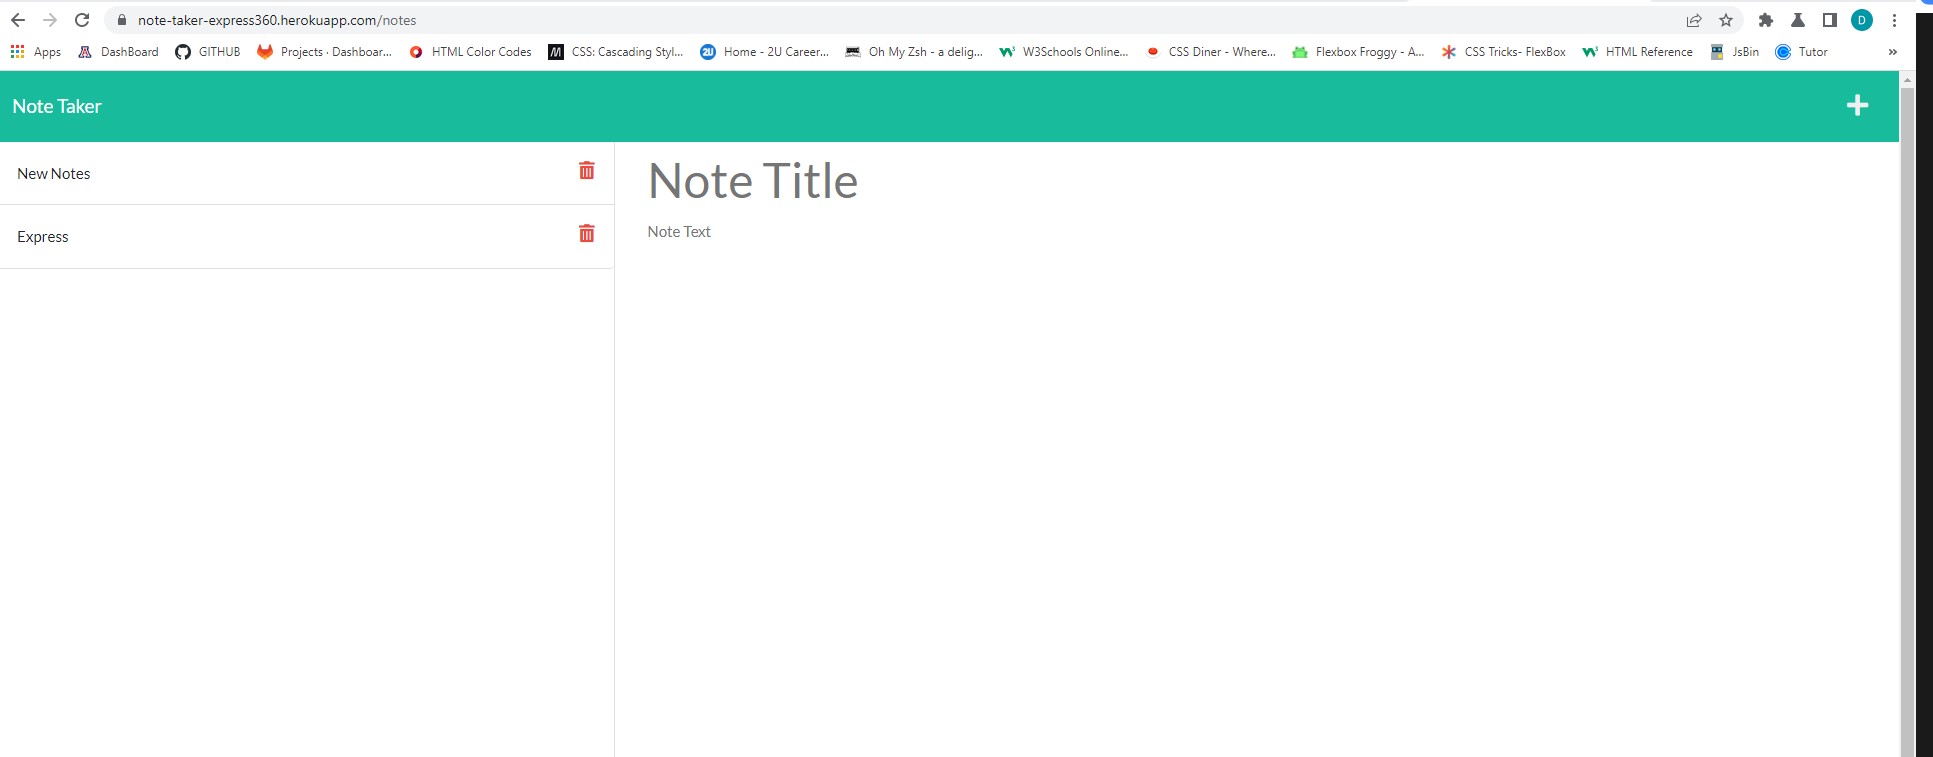 note-taker-express360.herokuapp.com/notes
D
Apps DashBoard GITHUB Projects · Dashboar... HTML Color Codes CSS: Cascading Styl... 2U Home - 2U Career... Oh My Zsh - a delig... W3Schools Online... CSS Diner - Where... Flexbox Froggy - A... CSS Tricks- FlexBox HTML Reference JsBin Tutor »
Note Taker
New Notes
Express
Note Title
Note Text